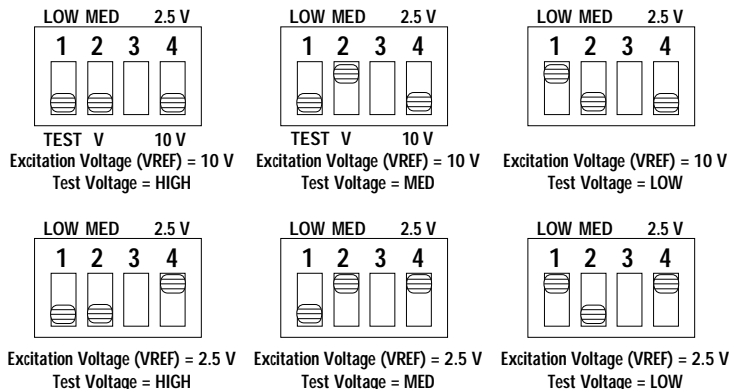 LOW MED 2.5 V
1 2 3 4
TEST V 10 V
Excitation Voltage (VREF) = 10 V
Test Voltage = HIGH
LOW MED 2.5 V
1 2 3 4
TEST V 10 V
Excitation Voltage (VREF) = 10 V
Test Voltage = MED
LOW MED 2.5 V
1 2 3 4
Excitation Voltage (VREF) = 10 V
Test Voltage = LOW
LOW MED 2.5 V
1 2 3 4
Excitation Voltage (VREF) = 2.5 V
Test Voltage = HIGH
LOW MED 2.5 V
1 2 3 4
Excitation Voltage (VREF) = 2.5 V
Test Voltage = MED
LOW MED 2.5 V
1 2 3 4
Excitation Voltage (VREF) = 2.5 V
Test Voltage = LOW